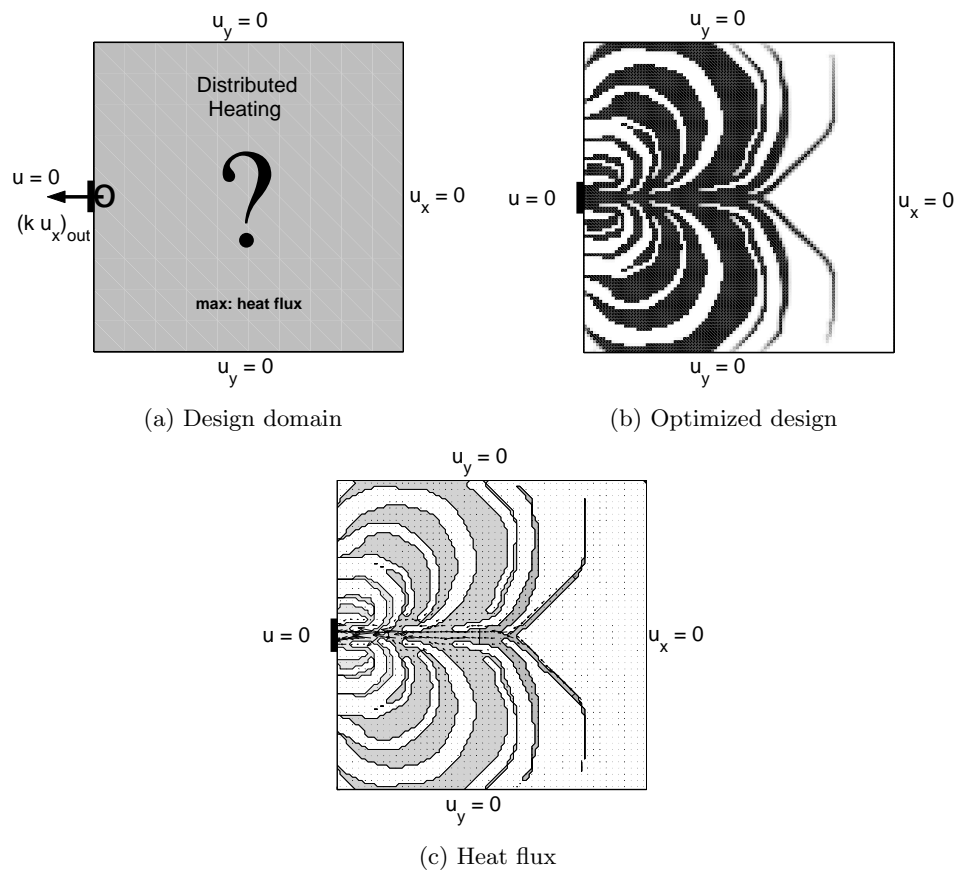 u_y = 0
Distributed
Heating
?
u = 0
(k u_x)_out
O
u_x = 0
max: heat flux
u_y = 0
(a) Design domain
u_y = 0
u = 0
u_x = 0
u_y = 0
(b) Optimized design
u_y = 0
u = 0
u_x = 0
u_y = 0
(c) Heat flux